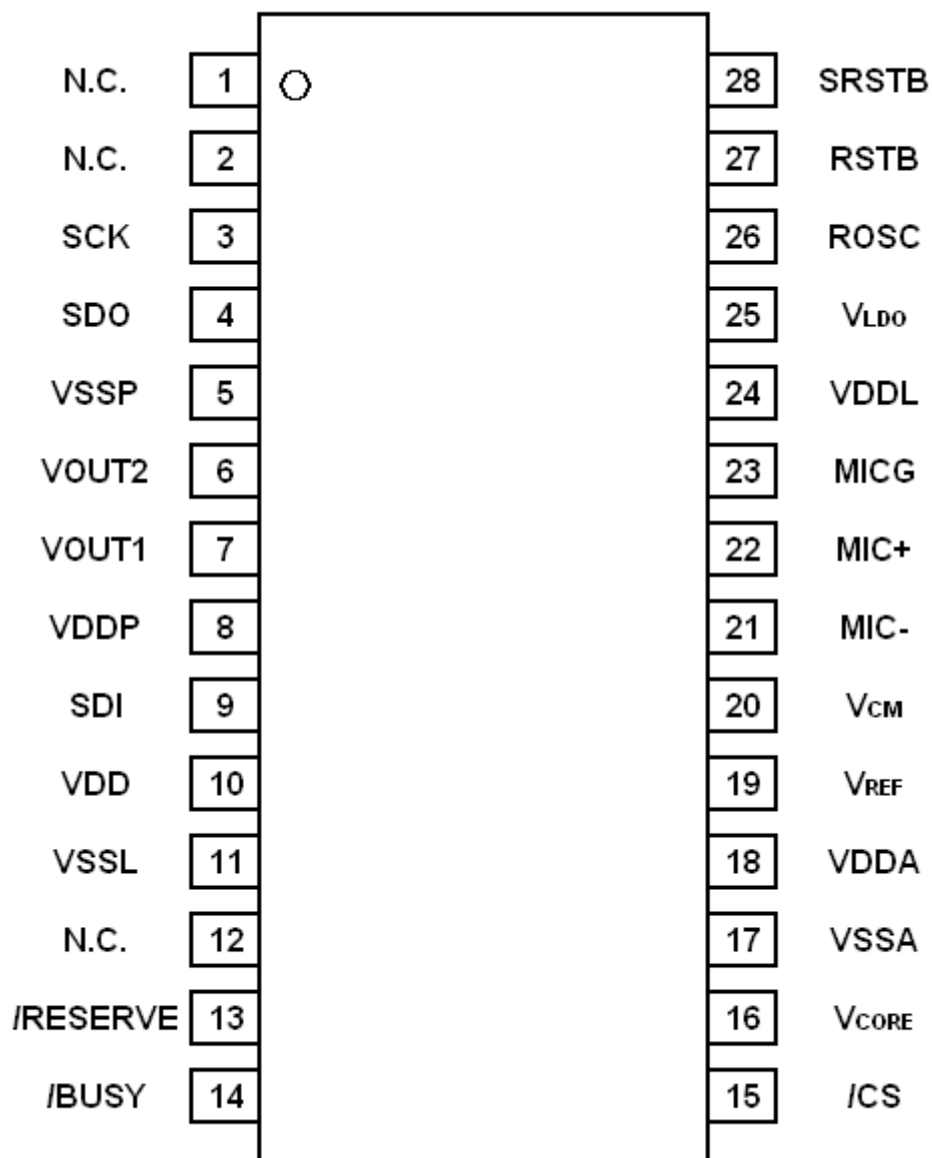 N.C. 1 28 SRSTB
N.C. 2 27 RSTB
SCK 3 26 ROSC
SDO 4 25 VLDO
VSSP 5 24 VDDL
VOUT2 6 23 MICG
VOUT1 7 22 MIC+
VDDP 8 21 MIC-
SDI 9 20 VCM
VDD 10 19 VREF
VSSL 11 18 VDDA
N.C. 12 17 VSSA
/RESERVE 13 16 VCORE
/BUSY 14 15 /CS